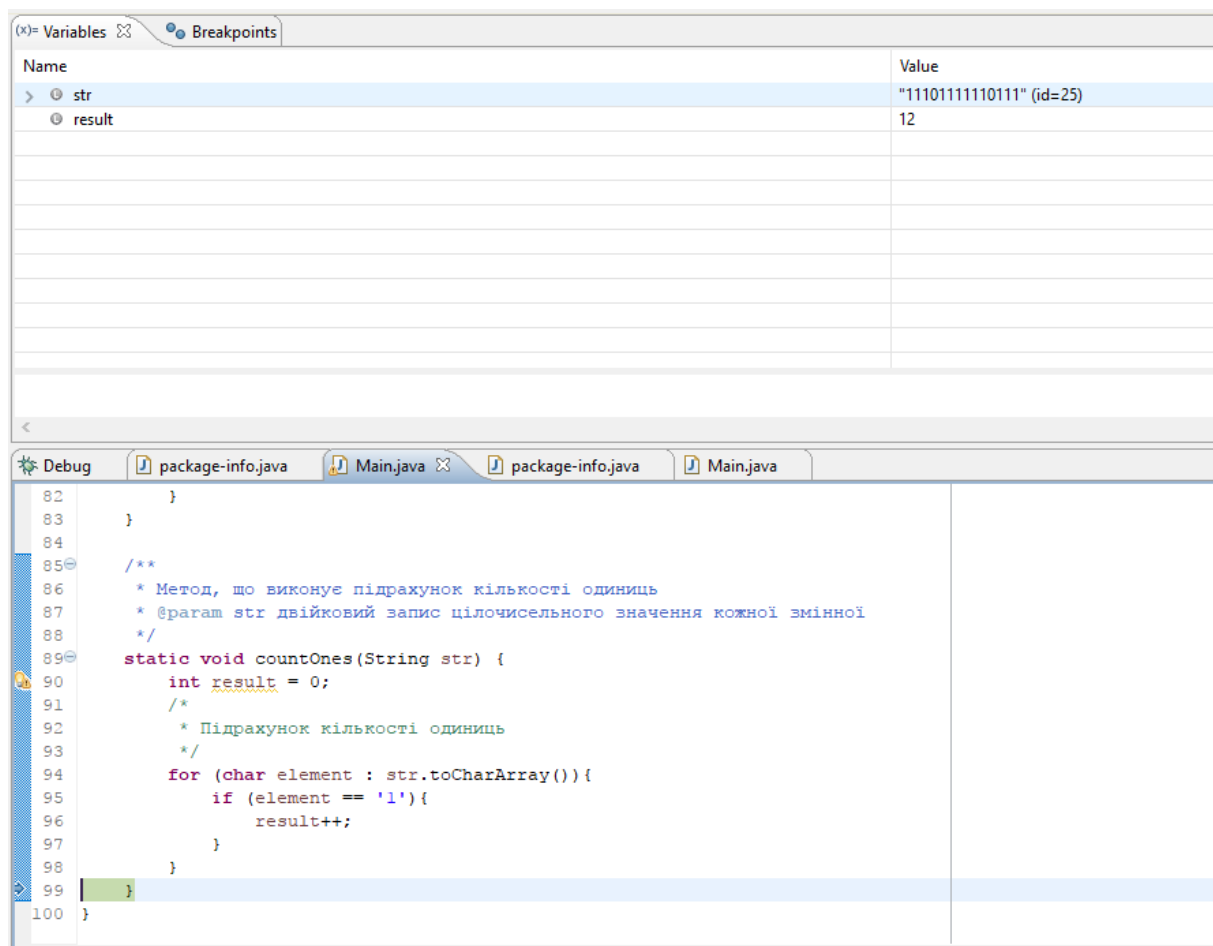 (x)= Variables Breakpoints
Name Value
str "11101111110111" (id=25)
result 12
Debug package-info.java Main.java package-info.java Main.java
82 }
83 }
84
85 /**
86 * Метод, що виконує підрахунок кількості одиниць
87 * @param str двійковий запис цілочисельного значення кожної змінної
88 */
89 static void countOnes(String str) {
90 int result = 0;
91 /*
92 * Підрахунок кількості одиниць
93 */
94 for (char element : str.toCharArray()){
95 if (element == '1'){
96 result++;
97 }
98 }
99 }
100 }